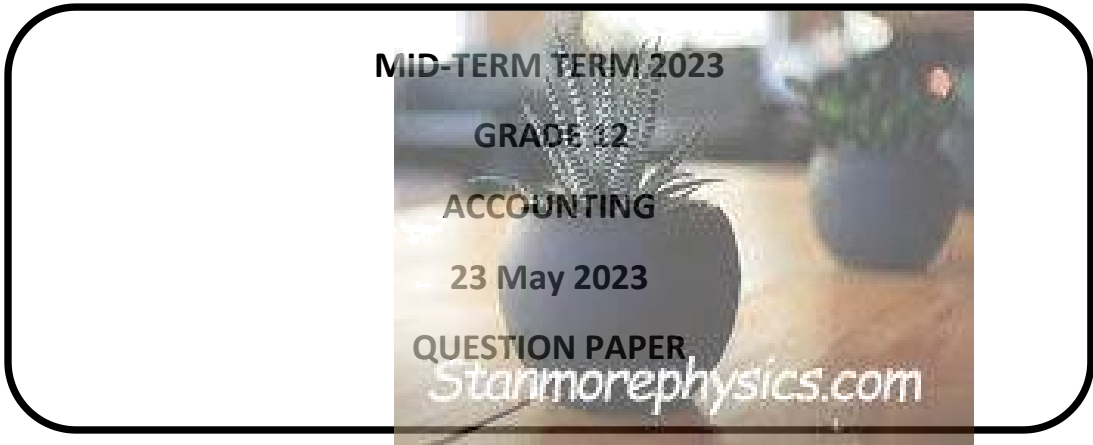 MID-TERM TERM 2023
GRADE 12
ACCOUNTING
23 May 2023
QUESTION PAPER
Stanmorephysics.com